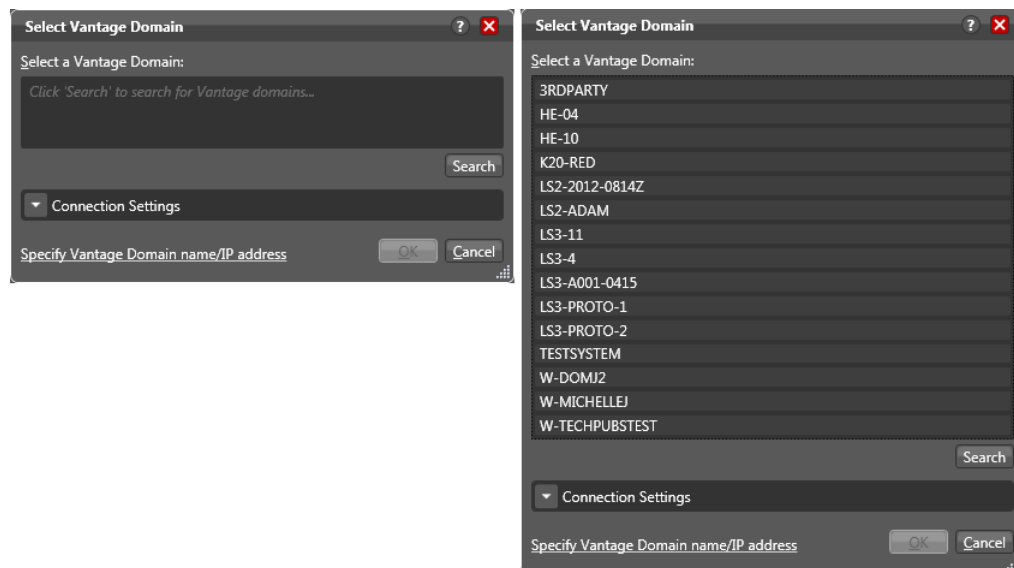 Select Vantage Domain ?
Select a Vantage Domain:
Click 'Search' to search for Vantage domains...
Search
Connection Settings
Specify Vantage Domain name/IP address
OK
Cancel
Select Vantage Domain ?
Select a Vantage Domain:
3RDPARTY
HE-04
HE-10
K20-RED
LS2-2012-0814Z
LS2-ADAM
LS3-11
LS3-4
LS3-A001-0415
LS3-PROTO-1
LS3-PROTO-2
TESTSYSTEM
W-DOMJ2
W-MICHELLEJ
W-TECHPUBSTEST
Search
Connection Settings
Specify Vantage Domain name/IP address
OK
Cancel